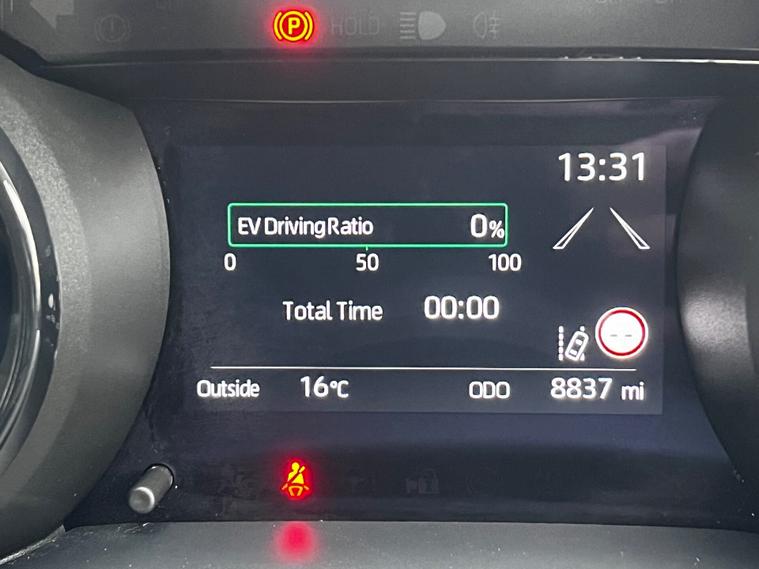 (P) HOLD
13:31
EV Driving Ratio 0%
0 50 100
Total Time 00:00
--
Outside 16°C ODO 8837 mi